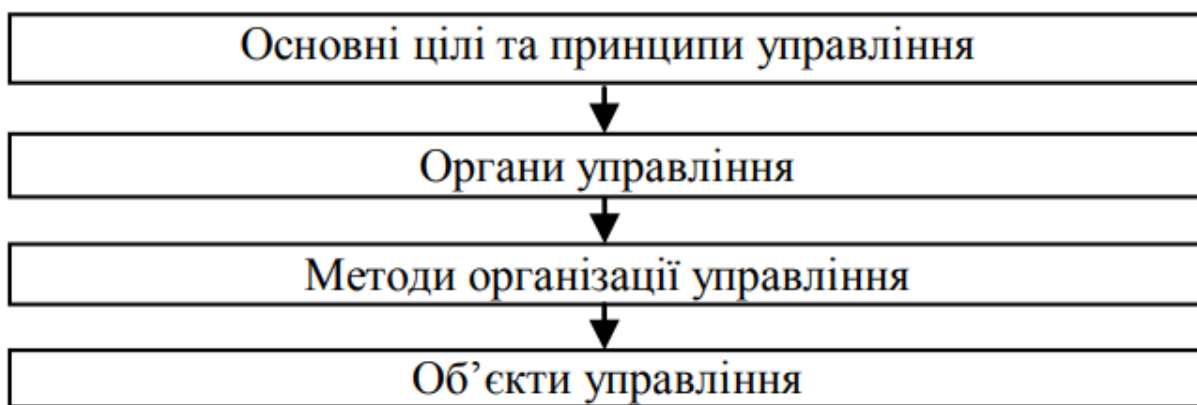 Основні цілі та принципи управління
Органи управління
Методи організації управління
Об’єкти управління